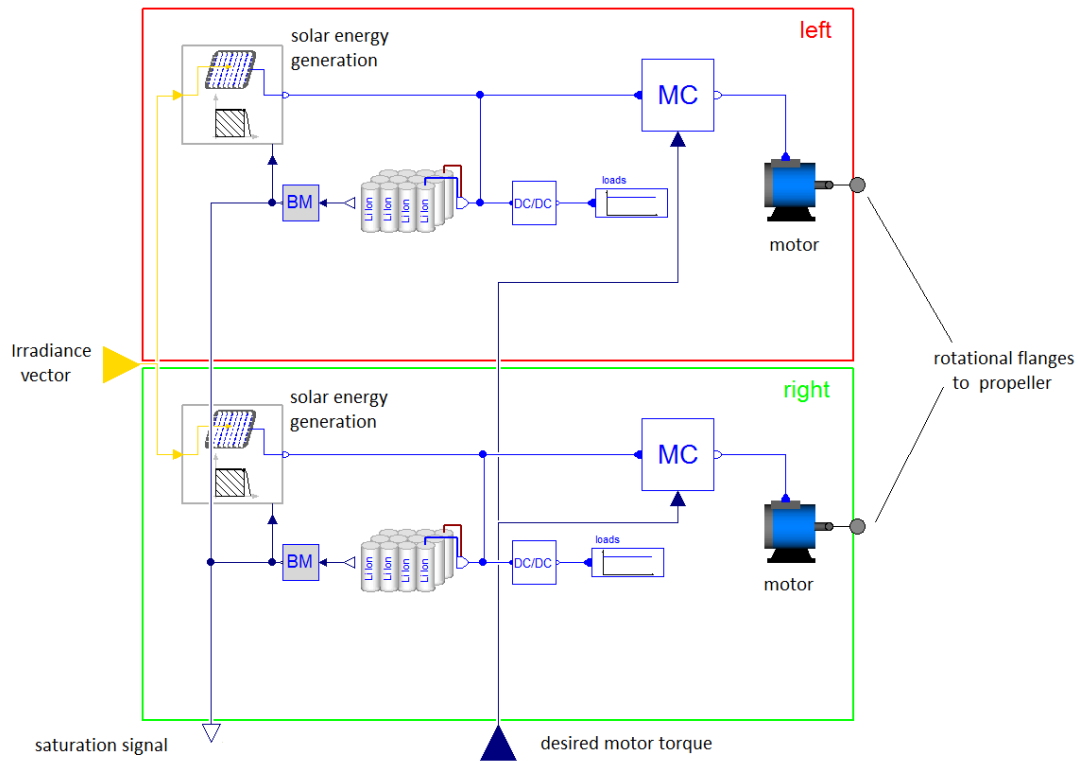 left
solar energy
generation
MC
loads
BM
Li Ion
Li Ion
Li Ion
Li Ion
DC/DC
motor
Irradiance
vector
rotational flanges
to propeller
right
solar energy
generation
MC
loads
BM
Li Ion
Li Ion
Li Ion
Li Ion
DC/DC
motor
saturation signal
desired motor torque